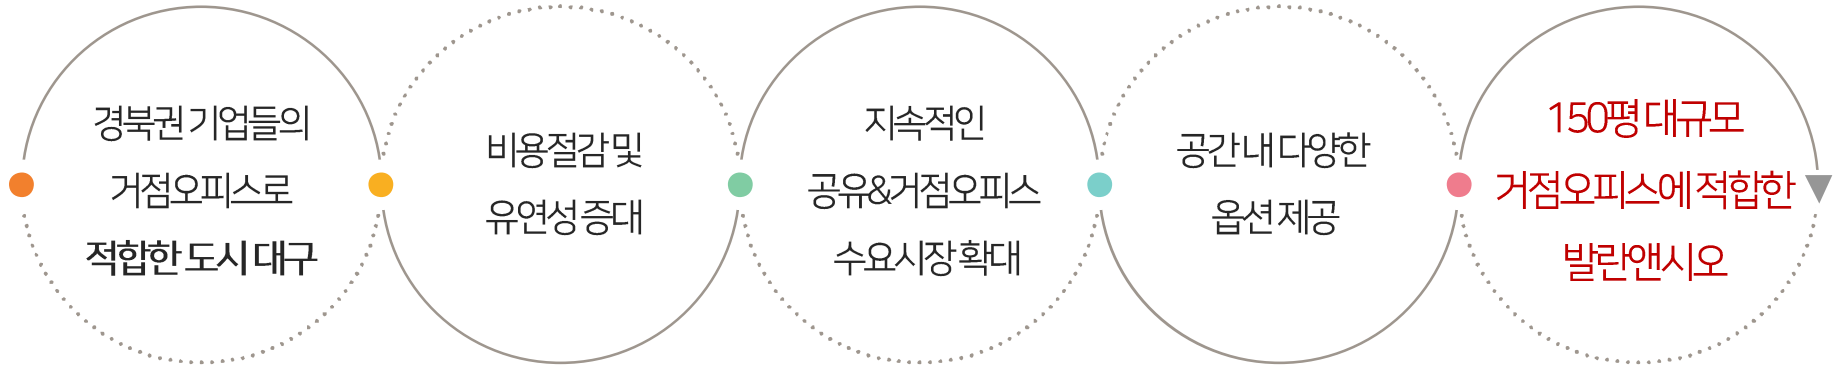 경북권 기업들의
거점오피스로
적합한 도시 대구
비용절감 및
유연성 증대
지속적인
공유&거점오피스
수요시장 확대
공간 내 다양한
옵션 제공
150평 대규모
거점오피스에 적합한
발란앤시오